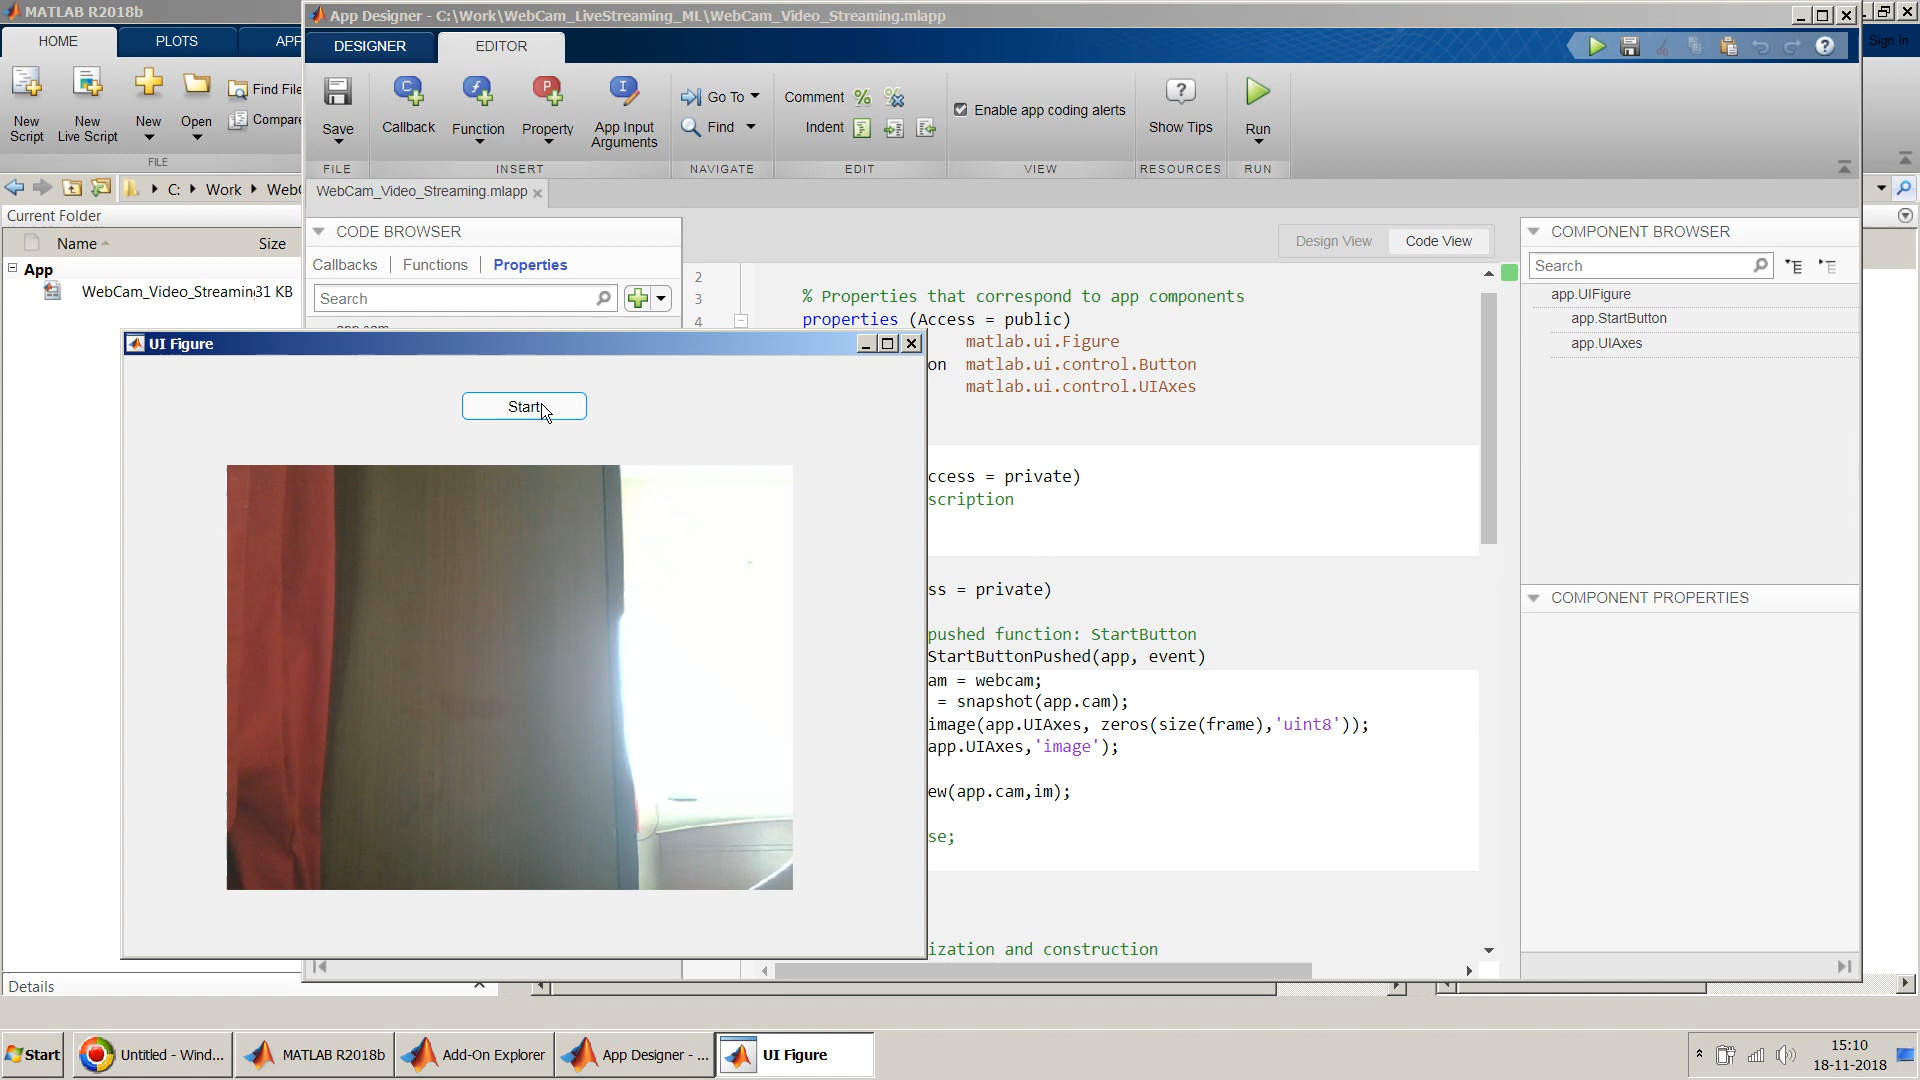 MATLAB R2018b
App Designer - C:\Work\WebCam_LiveStreaming_ML\WebCam_Video_Streaming.mlapp
HOME
PLOTS
APP
DESIGNER
EDITOR
Sign In
New Script
New Live Script
New
Open
Find File
Compare
FILE
Save
FILE
Callback
Function
Property
App Input Arguments
INSERT
Go To
Find
NAVIGATE
Comment
Indent
EDIT
Enable app coding alerts
VIEW
Show Tips
RESOURCES
Run
RUN
C:
Work
WebCam_Video_Streaming.mlapp
Current Folder
Name
Size
App
WebCam_Video_Streamin
31 KB
CODE BROWSER
Callbacks
Functions
Properties
Search
Design View
Code View
2
3
4
% Properties that correspond to app components
properties (Access = public)
matlab.ui.Figure
on matlab.ui.control.Button
matlab.ui.control.UIAxes
ccess = private)
scription
ss = private)
pushed function: StartButton
StartButtonPushed(app, event)
am = webcam;
= snapshot(app.cam);
image(app.UIAxes, zeros(size(frame),'uint8'));
app.UIAxes,'image');
ew(app.cam,im);
se;
ization and construction
UI Figure
Start
COMPONENT BROWSER
Search
app.UIFigure
app.StartButton
app.UIAxes
COMPONENT PROPERTIES
Details
Start
Untitled - Wind...
MATLAB R2018b
Add-On Explorer
App Designer - ...
UI Figure
15:10
18-11-2018